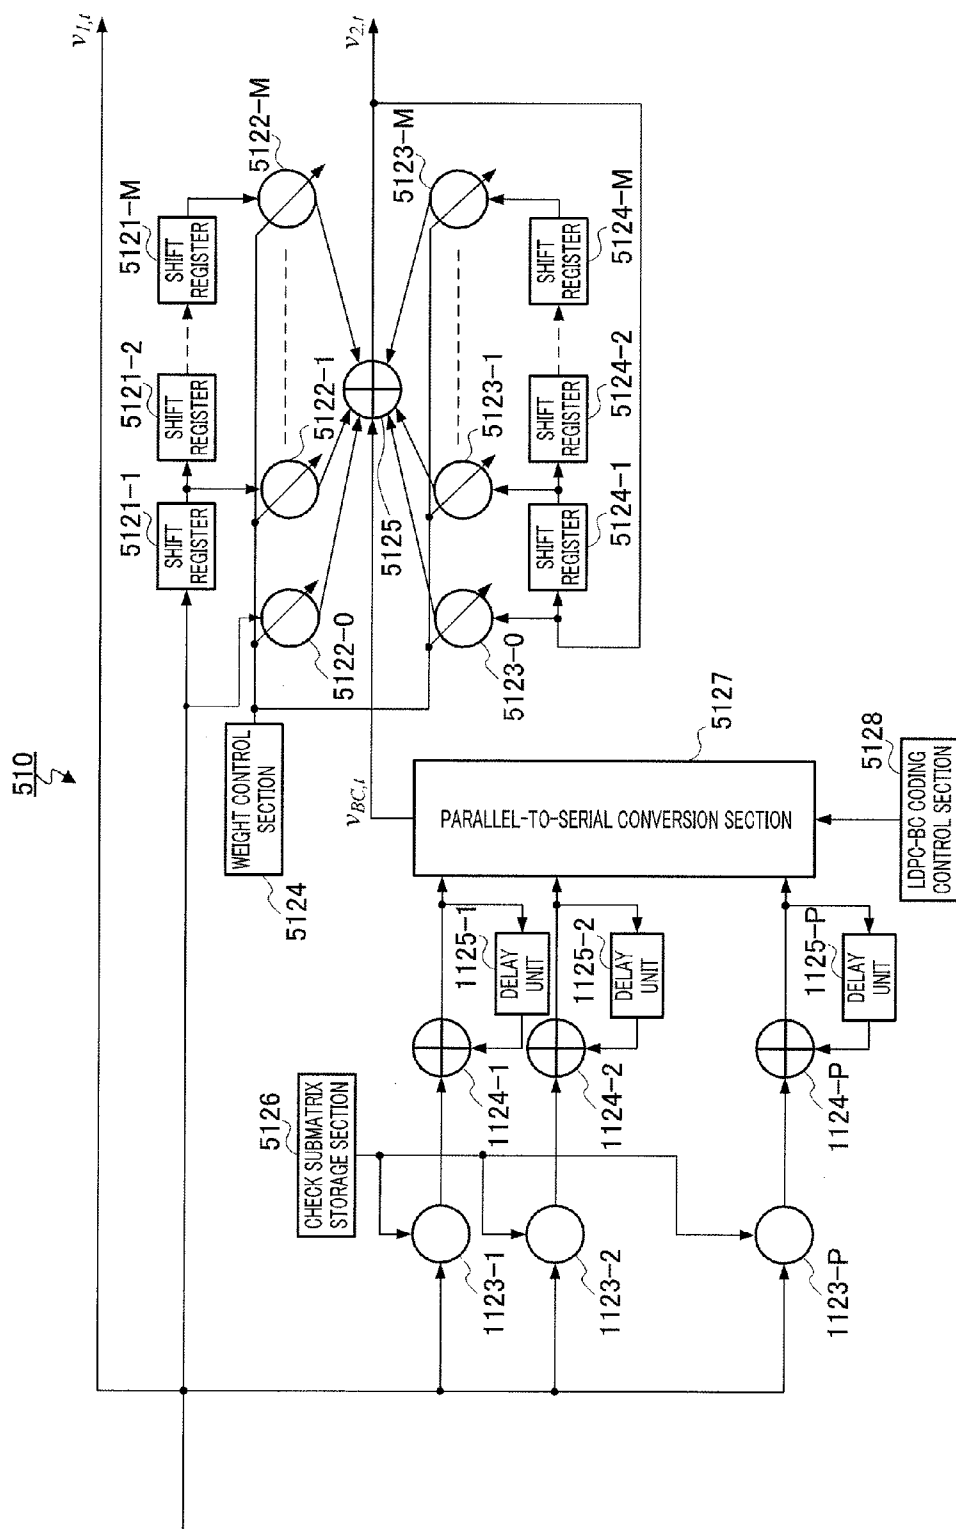 510
v1,t
5121-1
5121-2
5121-M
SHIFT
REGISTER
SHIFT
REGISTER
SHIFT
REGISTER
5122-0
5122-1
5122-M
WEIGHT CONTROL
SECTION
5124
v2,t
5125
5123-0
5123-1
5123-M
SHIFT
REGISTER
SHIFT
REGISTER
SHIFT
REGISTER
5124-1
5124-2
5124-M
vBC,t
5126
CHECK SUBMATRIX
STORAGE SECTION
1123-1
1124-1
1125-1
DELAY
UNIT
1123-2
1124-2
1125-2
DELAY
UNIT
1123-P
1124-P
1125-P
DELAY
UNIT
PARALLEL-TO-SERIAL CONVERSION SECTION
5127
5128
LDPC-BC CODING
CONTROL SECTION